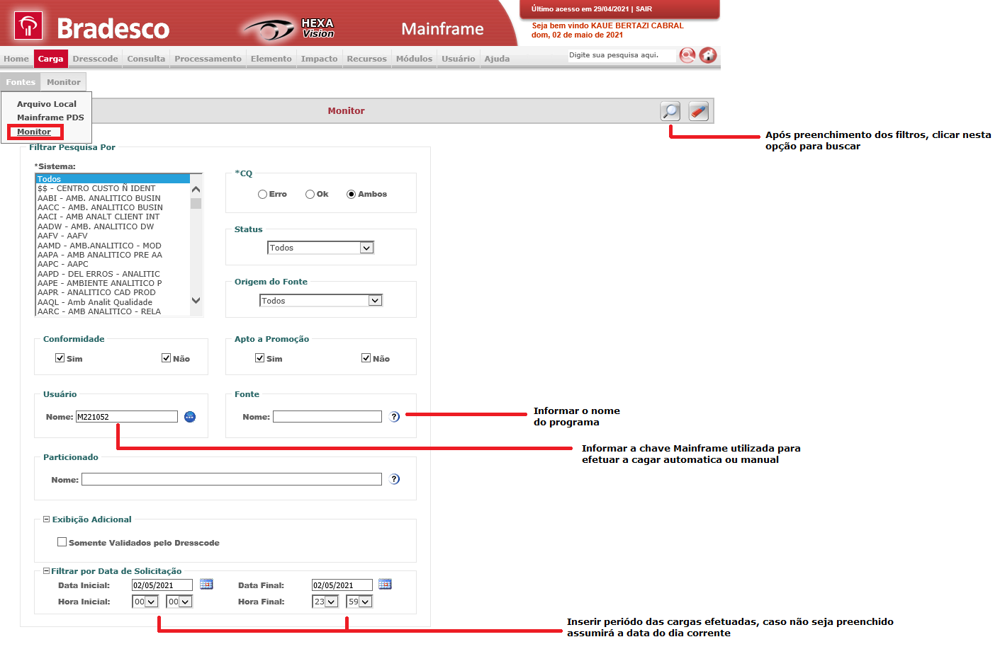 Último acesso em 29/04/2021 | SAIR
Bradesco
HEXA
Vision
Mainframe
Seja bem vindo KAUE BERTAZI CABRAL
dom, 02 de maio de 2021
Home Carga Dresscode Consulta Processamento Elemento Impacto Recursos Módulos Usuário Ajuda
Digite sua pesquisa aqui.
Fontes Monitor
Arquivo Local
Mainframe PDS
Monitor
Monitor
Após preenchimento dos filtros, clicar nesta
opção para buscar
Filtrar Pesquisa Por
*Sistema:
Todos
$$ - CENTRO CUSTO Ñ IDENT
AABI - AMB. ANALITICO BUSIN
AACC - AMB. ANALITICO BUSIN
AACI - AMB ANALT CLIENT INT
AADW - AMB. ANALITICO DW
AAFV - AAFV
AAMD - AMB.ANALITICO - MOD
AAPA - AMB ANALITICO PRE AA
AAPC - AAPC
AAPD - DEL ERROS - ANALITIC
AAPE - AMBIENTE ANALITICO P
AAPR - ANALITICO CAD PROD
AAQL - Amb Analit Qualidade
AARC - AMB ANALITICO - RELA
*CQ
Erro Ok Ambos
Status
Todos
Origem do Fonte
Todos
Conformidade
Sim Não
Apto a Promoção
Sim Não
Usuário
Nome: M221052
Fonte
Nome: ?
Informar o nome
do programa
Informar a chave Mainframe utilizada para
efetuar a cagar automatica ou manual
Particionado
Nome: ?
Exibição Adicional
Somente Validados pelo Dresscode
Filtrar por Data de Solicitação
Data Inicial: 02/05/2021 Data Final: 02/05/2021
Hora Inicial: 00 00 Hora Final: 23 59
Inserir periódo das cargas efetuadas, caso não seja preenchido
assumirá a data do dia corrente